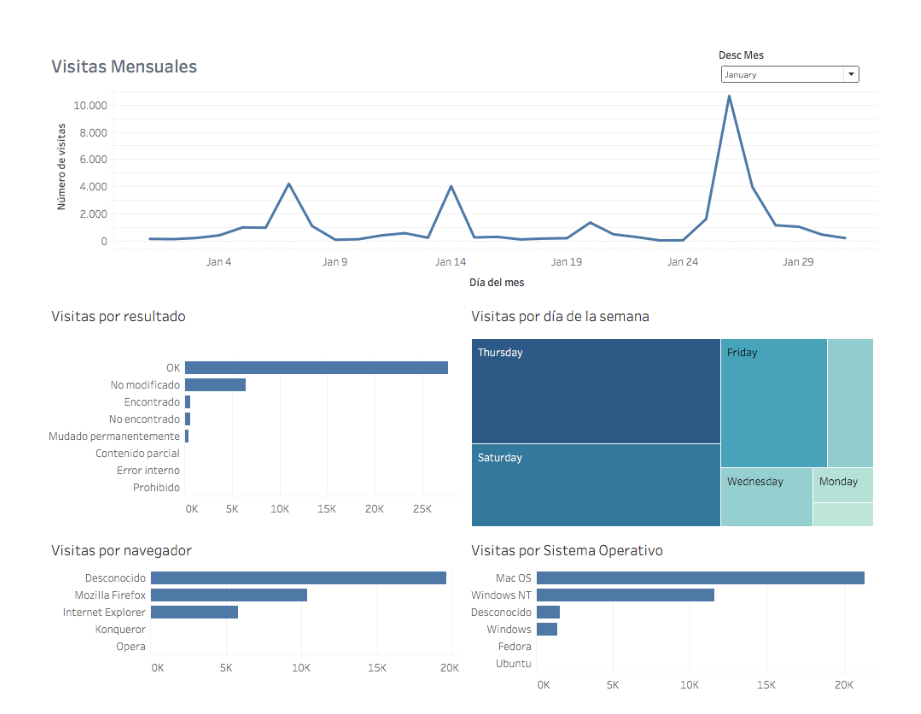 Desc Mes
Visitas Mensuales
January
Número de visitas
10.000
8.000
6.000
4.000
2.000
0
Jan 4 Jan 9 Jan 14 Jan 19 Jan 24 Jan 29
Día del mes
Visitas por resultado
OK
No modificado
Encontrado
No encontrado
Mudado permanentemente
Contenido parcial
Error interno
Prohibido
0K 5K 10K 15K 20K 25K
Visitas por día de la semana
Thursday
Friday
Saturday
Wednesday
Monday
Visitas por navegador
Desconocido
Mozilla Firefox
Internet Explorer
Konqueror
Opera
0K 5K 10K 15K 20K
Visitas por Sistema Operativo
Mac OS
Windows NT
Desconocido
Windows
Fedora
Ubuntu
0K 5K 10K 15K 20K